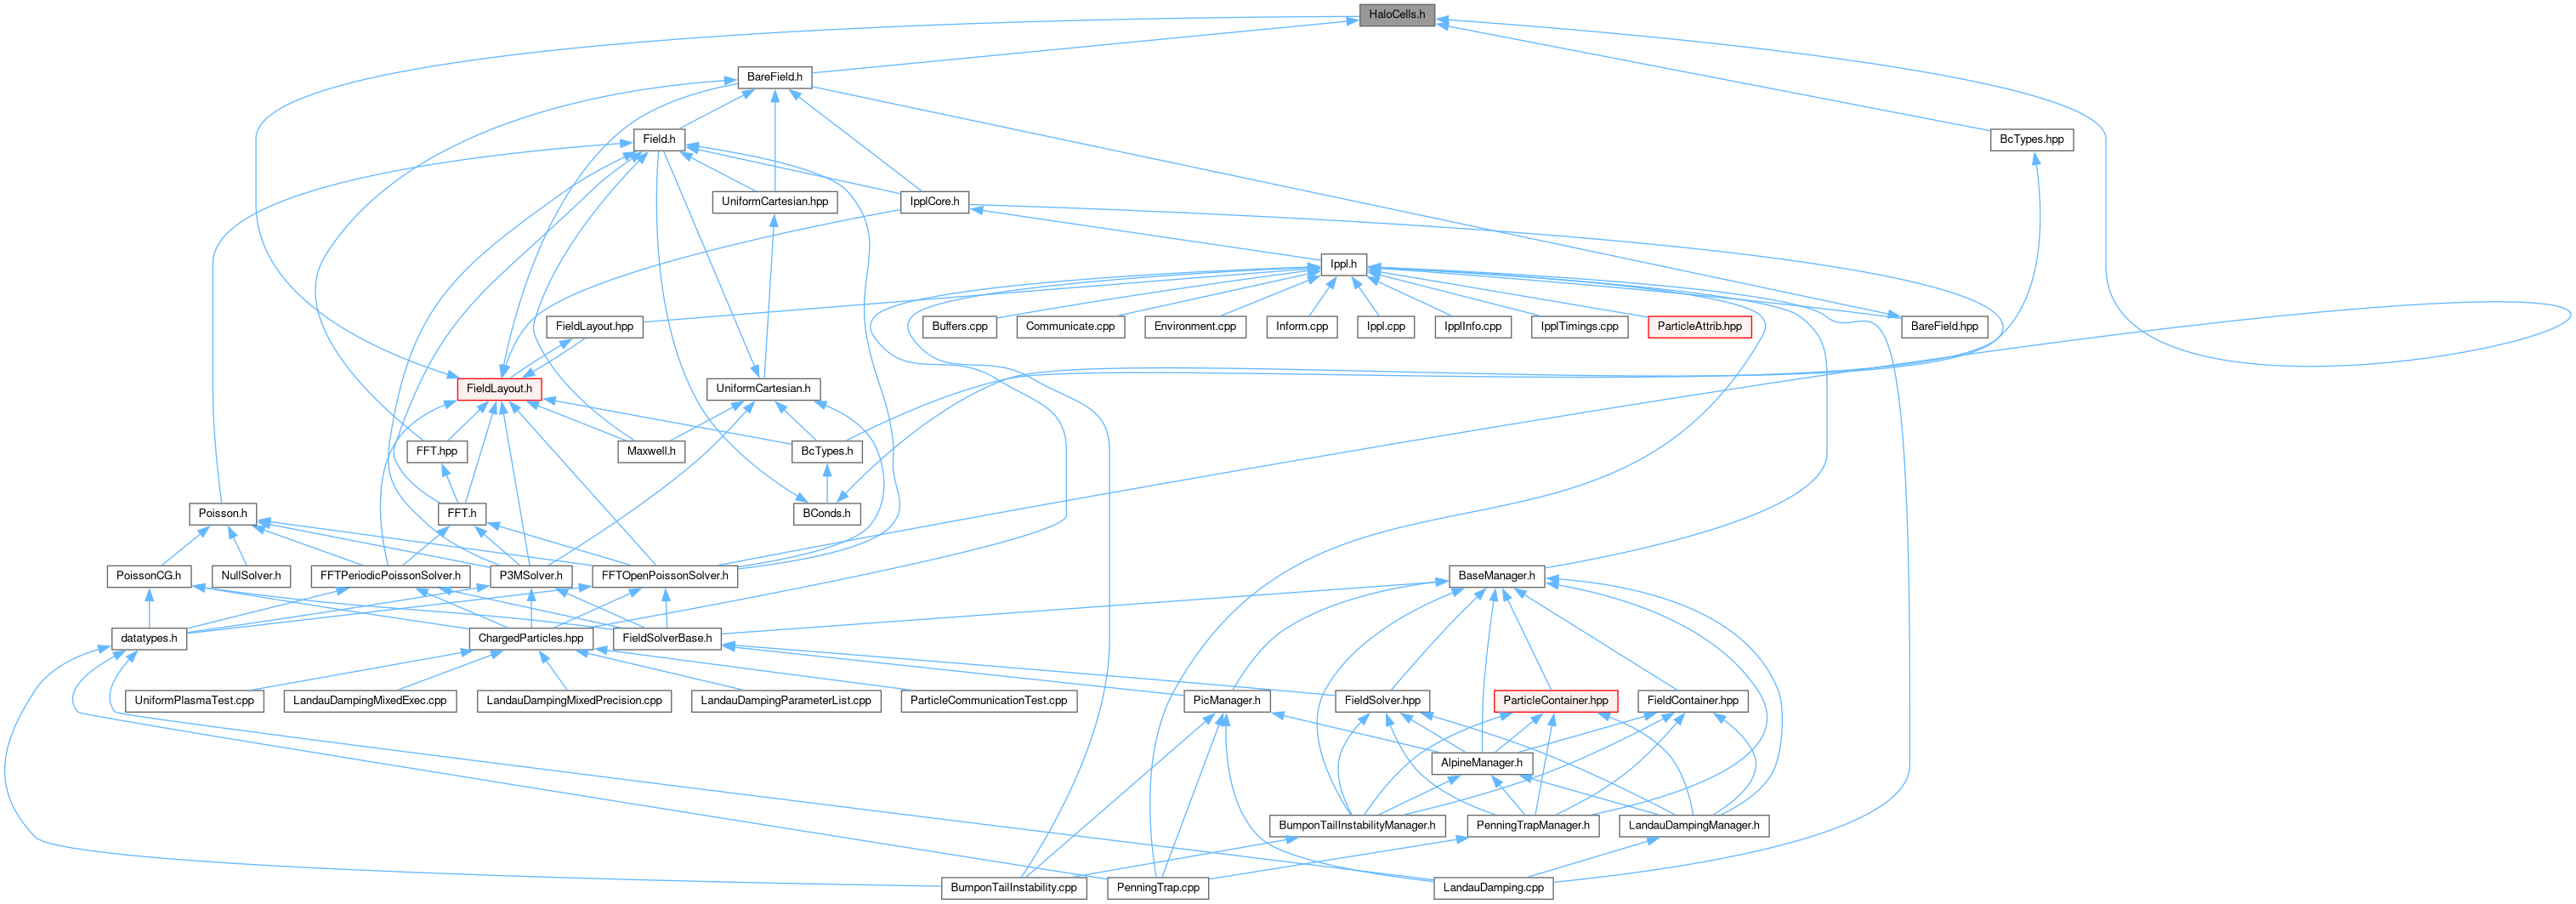 HaloCells.h
BareField.h
Field.h
BcTypes.hpp
UniformCartesian.hpp
IpplCore.h
Ippl.h
FieldLayout.hpp
Buffers.cpp
Communicate.cpp
Environment.cpp
Inform.cpp
Ippl.cpp
IpplInfo.cpp
IpplTimings.cpp
ParticleAttrib.hpp
BareField.hpp
FieldLayout.h
UniformCartesian.h
FFT.hpp
Maxwell.h
BcTypes.h
Poisson.h
FFT.h
BConds.h
PoissonCG.h
NullSolver.h
FFTPeriodicPoissonSolver.h
P3MSolver.h
FFTOpenPoissonSolver.h
BaseManager.h
datatypes.h
ChargedParticles.hpp
FieldSolverBase.h
UniformPlasmaTest.cpp
LandauDampingMixedExec.cpp
LandauDampingMixedPrecision.cpp
LandauDampingParameterList.cpp
ParticleCommunicationTest.cpp
PicManager.h
FieldSolver.hpp
ParticleContainer.hpp
FieldContainer.hpp
AlpineManager.h
BumponTailInstabilityManager.h
PenningTrapManager.h
LandauDampingManager.h
BumponTailInstability.cpp
PenningTrap.cpp
LandauDamping.cpp